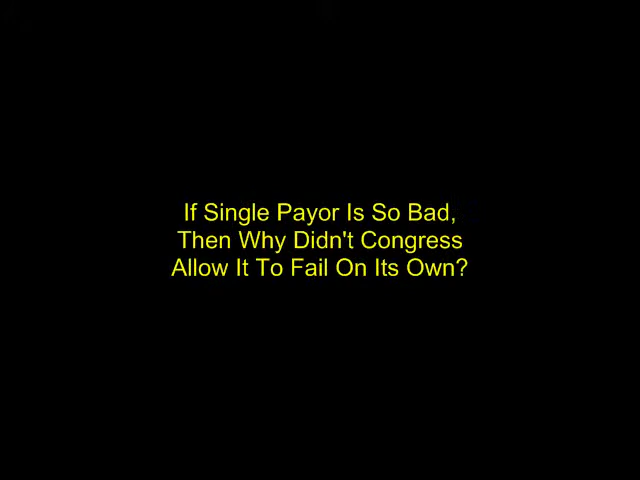 If Single Payor Is So Bad,
Then Why Didn't Congress
Allow It To Fail On Its Own?